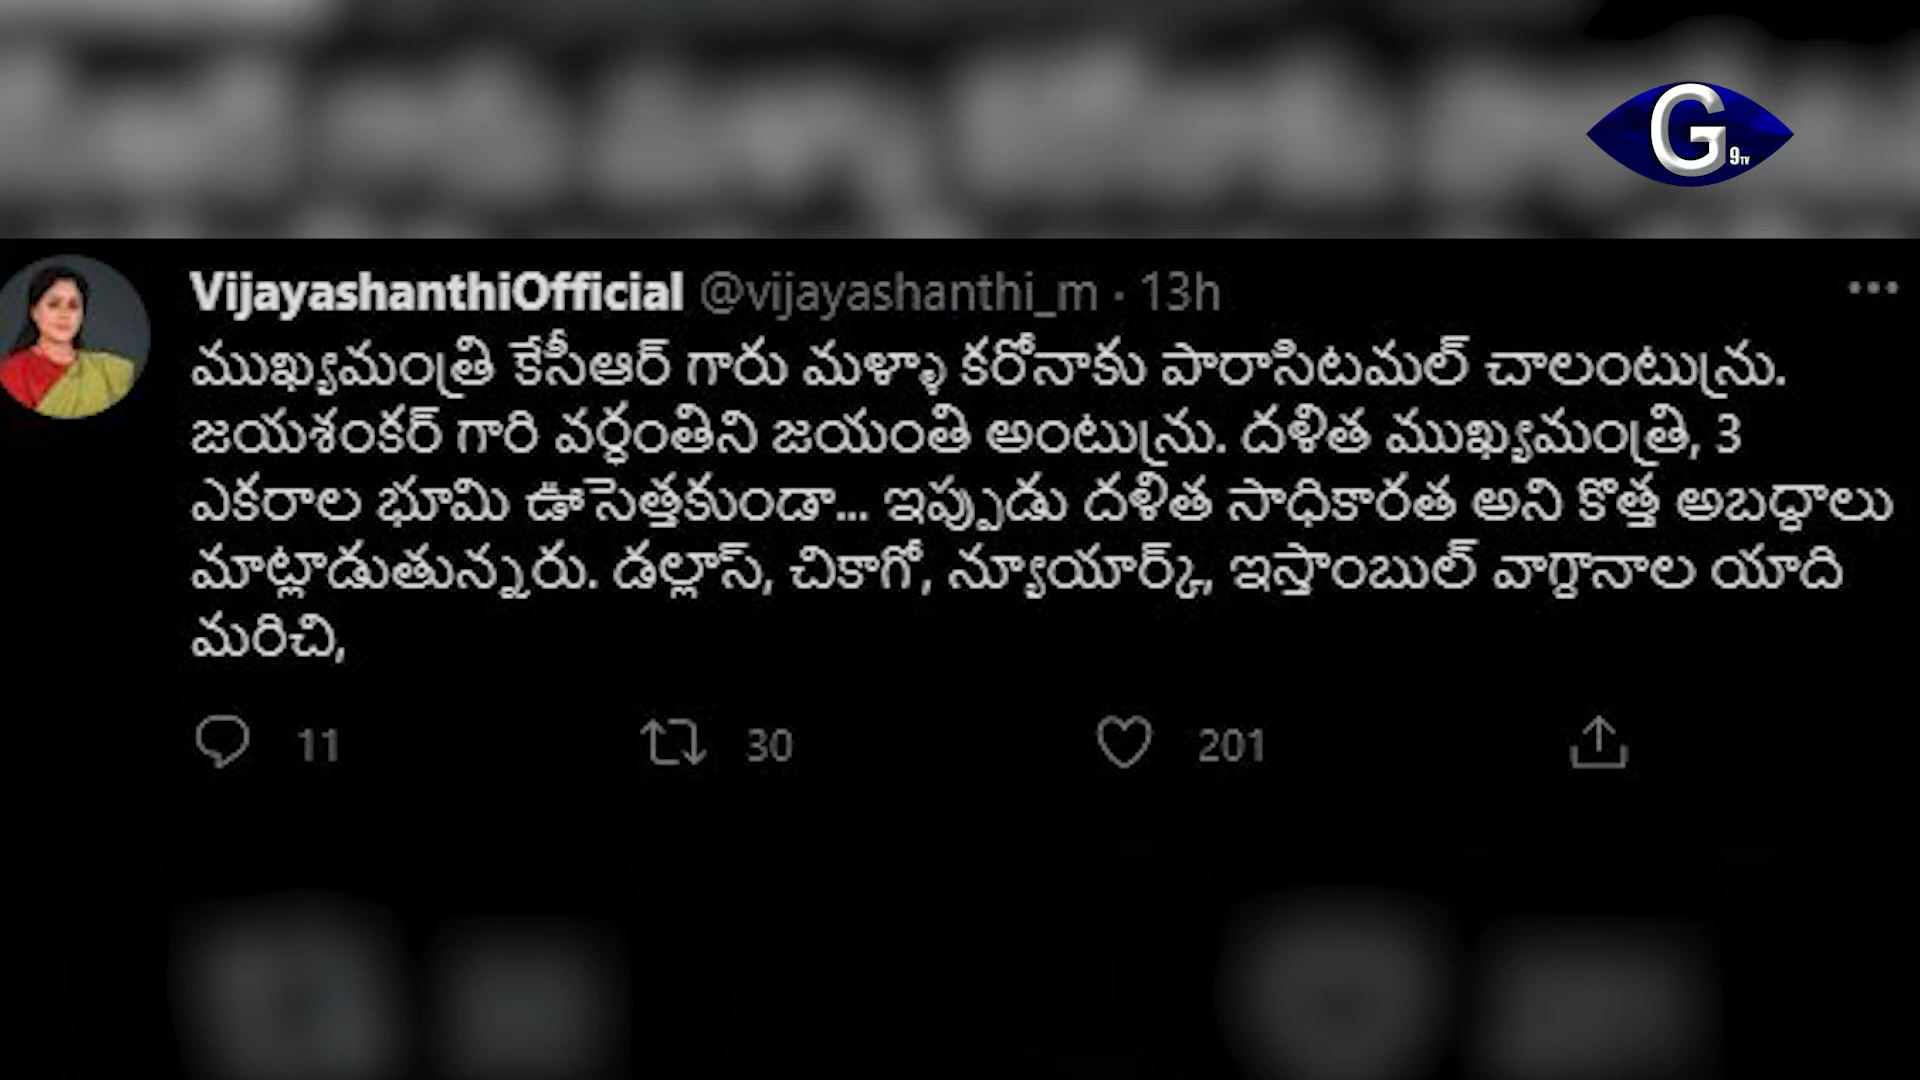 G9TV
VijayashanthiOfficial @vijayashanthi_m · 13h
ముఖ్యమంత్రి కేసీఆర్ గారు మళ్ళా కరోనాకు పారాసిటమల్ చాలంటున్రు.
జయశంకర్ గారి వర్ధంతిని జయంతి అంటున్రు. దళిత ముఖ్యమంత్రి, 3
ఎకరాల భూమి ఊసెత్తకుండా... ఇప్పుడు దళిత సాధికారత అని కొత్త అబద్ధాలు
మాట్లాడుతున్నరు. డల్లాస్, చికాగో, న్యూయార్క్, ఇస్తాంబుల్ వాగ్దానాల యాది
మరిచి,
11 30 201